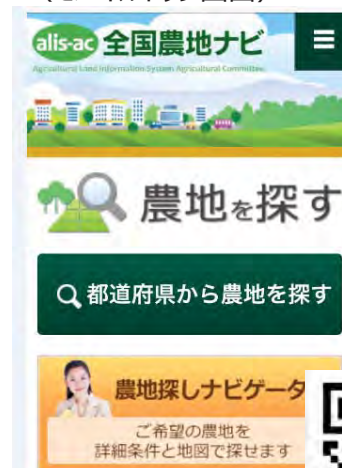 alis-ac 全国農地ナビ
Agricultural Land Information System Agricultural Committee
農地を探す
都道府県から農地を探す
農地探しナビゲータ
ご希望の農地を
詳細条件と地図で探せます